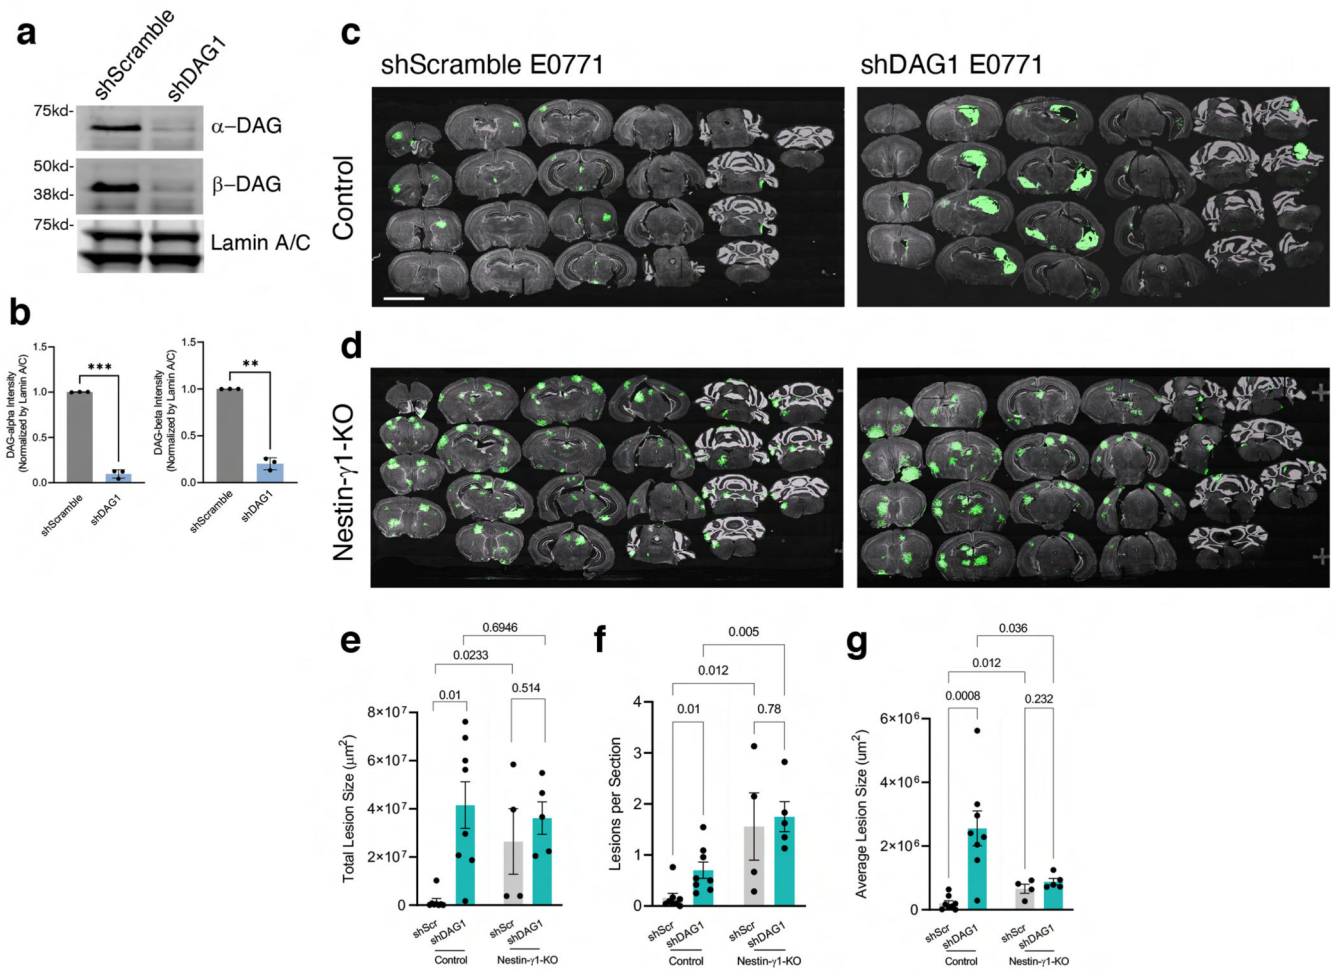 a
shScramble
shDAG1
75kd-
α–DAG
50kd-
38kd-
β–DAG
75kd-
Lamin A/C
b
DAG-alpha Intensity
(Normalized by Lamin A/C)
1.5
1.0
0.5
0.0
***
shScramble
shDAG1
DAG-beta Intensity
(Normalized by Lamin A/C)
1.5
1.0
0.5
0.0
**
shScramble
shDAG1
c
shScramble E0771
shDAG1 E0771
Control
d
Nestin-γ1-KO
e
0.6946
0.0233
0.01
0.514
Total Lesion Size (μm²)
8×10⁷
6×10⁷
4×10⁷
2×10⁷
0
shScr
shDAG1
shScr
shDAG1
Control
Nestin-γ1-KO
f
0.005
0.012
0.01
0.78
Lesions per Section
4
3
2
1
0
shScr
shDAG1
shScr
shDAG1
Control
Nestin-γ1-KO
g
0.036
0.012
0.0008
0.232
Average Lesion Size (um²)
6×10⁶
4×10⁶
2×10⁶
0
shScr
shDAG1
shScr
shDAG1
Control
Nestin-γ1-KO